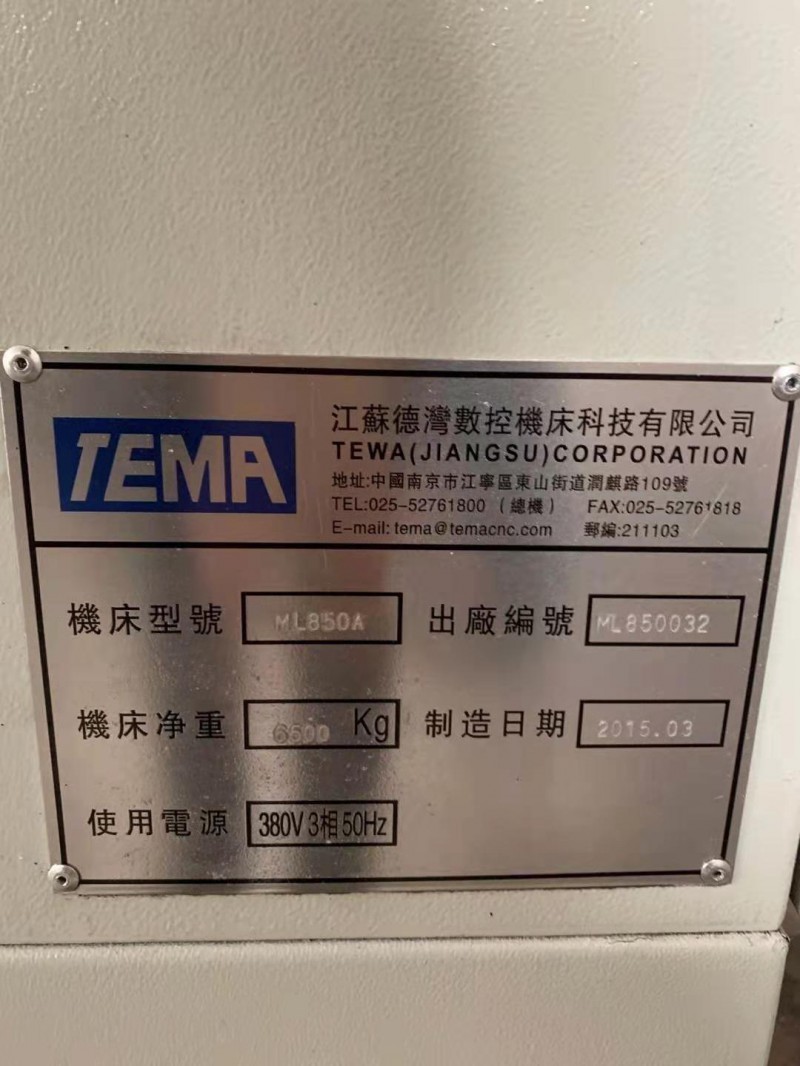 TEMA
江蘇德灣數控機床科技有限公司
TEWA(JIANGSU)CORPORATION
地址:中國南京市江寧區東山街道潤麒路109號
TEL:025-52761800 (總機) FAX:025-52761818
E-mail: tema@temacnc.com 郵編:211103
機床型號 ML850A 出廠編號 ML850032
機床净重 6500 Kg 制造日期 2015.03
使用電源 380V 3相 50Hz